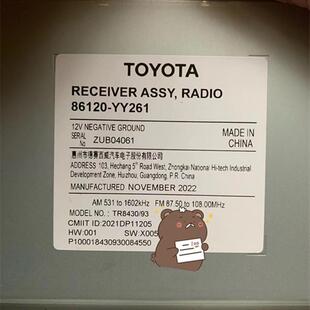 TOYOTA
RECEIVER ASSY, RADIO
86120-YY261
12V NEGATIVE GROUND
SERIAL No ZUB04061
MADE IN CHINA
惠州市德赛西威汽车电子股份有限公司
ADDRESS 103, Hechang 5th Road West, Zhongkai National Hi-tech Industrial
Development Zone, Huizhou, Guangdong, P.R. China
MANUFACTURED NOVEMBER 2022
AM 531 to 1602kHz FM 87.50 to 108.00MHz
MODEL : TR8430/93
CMIIT ID:2021DP11205
HW:001 SW:X005
P100018430930084550